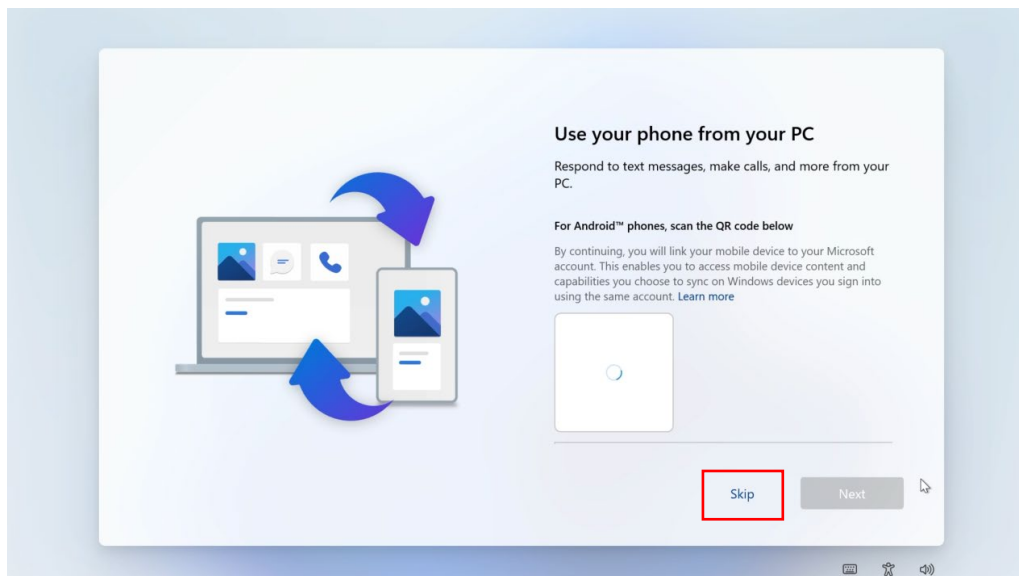 Use your phone from your PC
Respond to text messages, make calls, and more from your
PC.
For Android™ phones, scan the QR code below
By continuing, you will link your mobile device to your Microsoft
account. This enables you to access mobile device content and
capabilities you choose to sync on Windows devices you sign into
using the same account. Learn more
Skip
Next